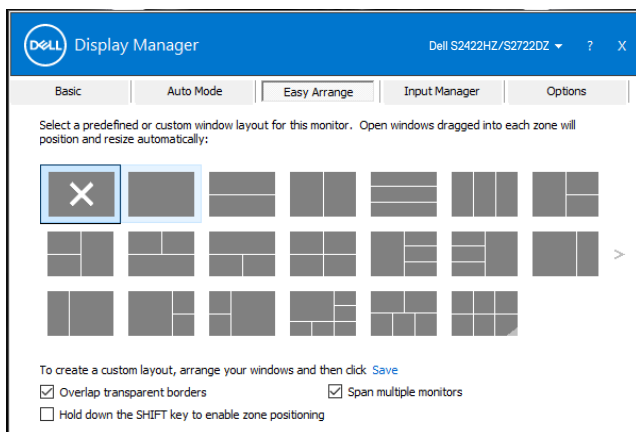 DELL Display Manager Dell S2422HZ/S2722DZ ? X
Basic Auto Mode Easy Arrange Input Manager Options
Select a predefined or custom window layout for this monitor. Open windows dragged into each zone will
position and resize automatically:
>
To create a custom layout, arrange your windows and then click Save
Overlap transparent borders Span multiple monitors
Hold down the SHIFT key to enable zone positioning